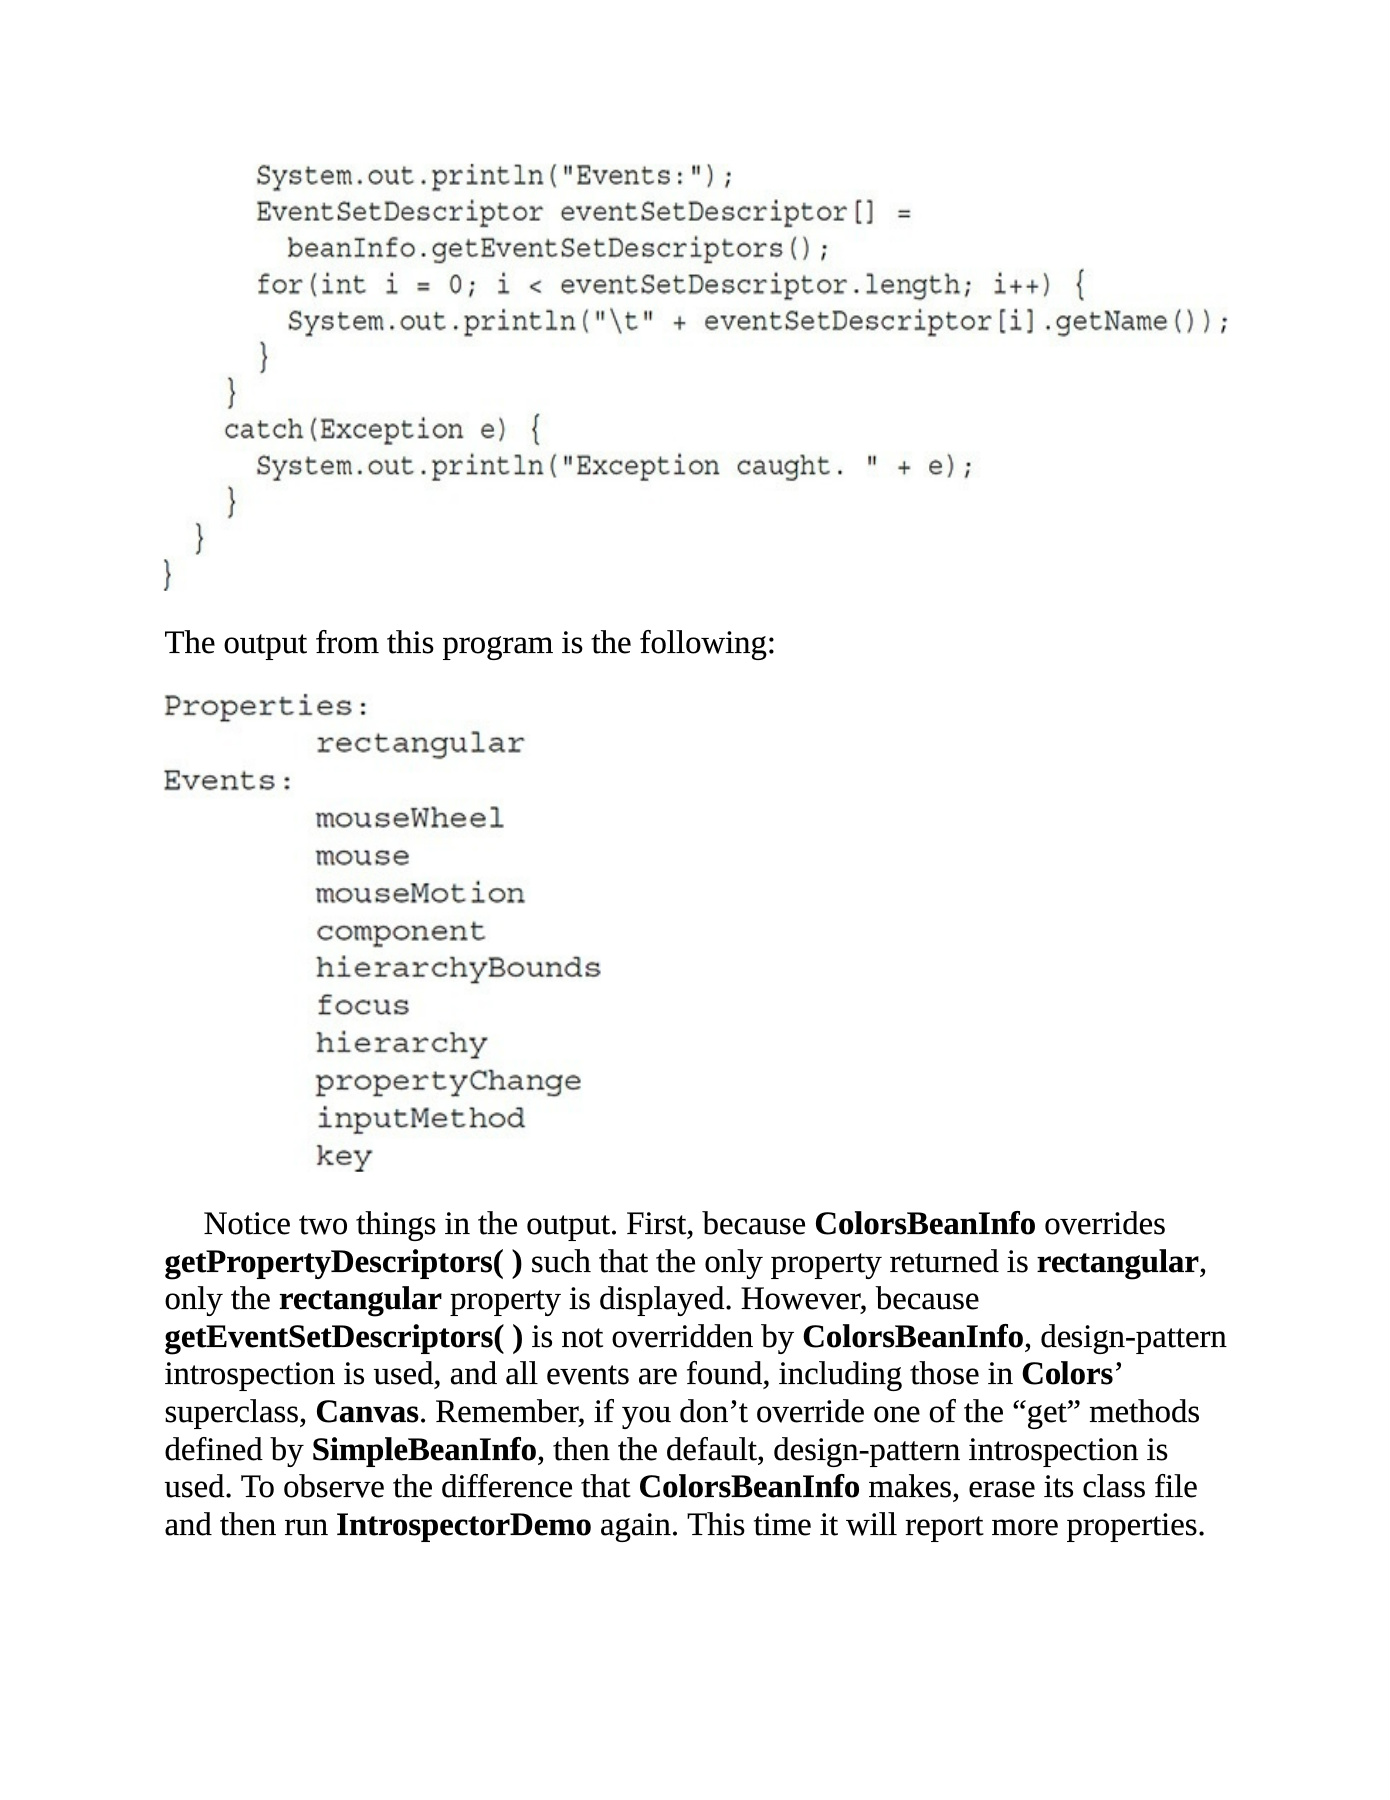 System.out.println("Events:");
EventSetDescriptor eventSetDescriptor[] =
beanInfo.getEventSetDescriptors();
for(int i = 0; i < eventSetDescriptor.length; i++) {
System.out.println("\t" + eventSetDescriptor[i].getName());
}
}
catch(Exception e) {
System.out.println("Exception caught. " + e);
}
}
}
The output from this program is the following:
Properties:
rectangular
Events:
mouseWheel
mouse
mouseMotion
component
hierarchyBounds
focus
hierarchy
propertyChange
inputMethod
key
Notice two things in the output. First, because ColorsBeanInfo overrides
getPropertyDescriptors( ) such that the only property returned is rectangular,
only the rectangular property is displayed. However, because
getEventSetDescriptors( ) is not overridden by ColorsBeanInfo, design-pattern
introspection is used, and all events are found, including those in Colors’
superclass, Canvas. Remember, if you don’t override one of the “get” methods
defined by SimpleBeanInfo, then the default, design-pattern introspection is
used. To observe the difference that ColorsBeanInfo makes, erase its class file
and then run IntrospectorDemo again. This time it will report more properties.